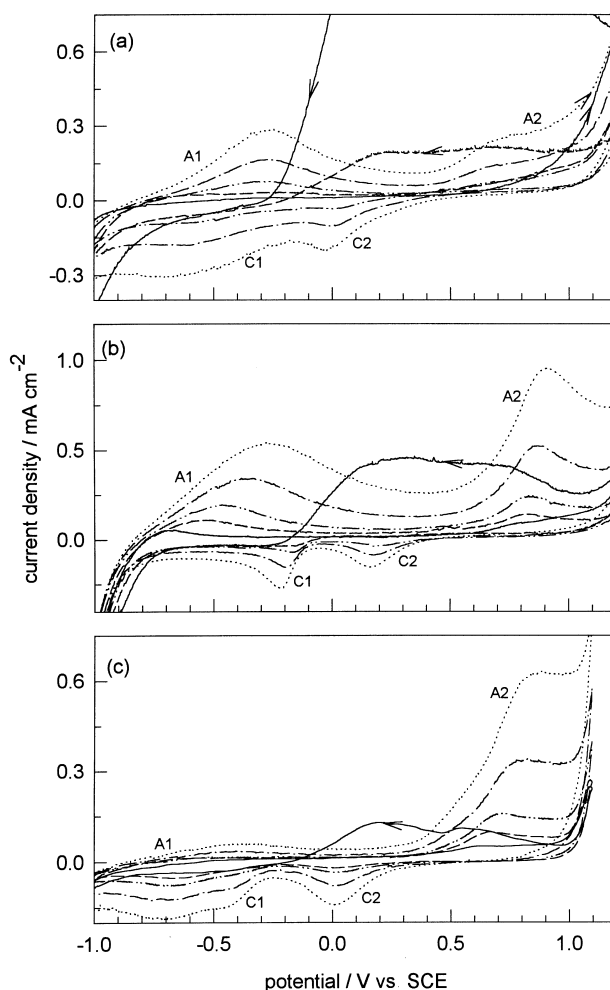 (a)
0.6
0.3
0.0
-0.3
A1
A2
C1
C2
(b)
1.0
0.5
0.0
A1
A2
C1
C2
current density / mA cm-2
(c)
0.6
0.3
0.0
A1
A2
C1
C2
-1.0 -0.5 0.0 0.5 1.0
potential / V vs. SCE